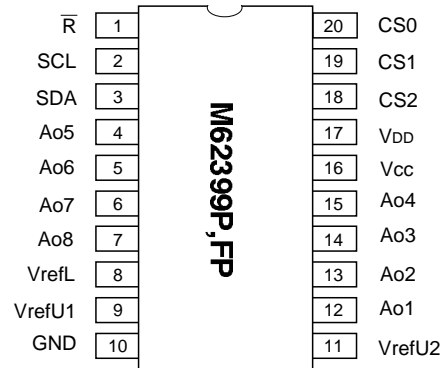 R̅ 1 20 CS0
SCL 2 19 CS1
SDA 3 18 CS2
Ao5 4 17 VDD
Ao6 5 16 Vcc
Ao7 6 15 Ao4
Ao8 7 14 Ao3
VrefL 8 13 Ao2
VrefU1 9 12 Ao1
GND 10 11 VrefU2
M62399P,FP